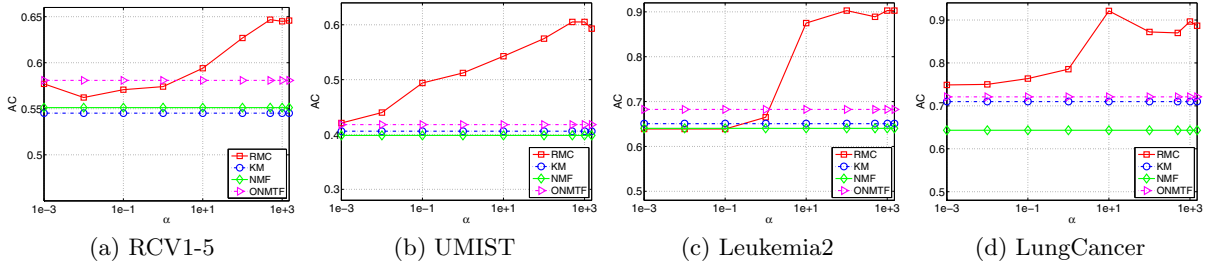 0.65
0.6
0.55
0.5
AC
1e−3
1e−1
1e+1
1e+3
α
RMC
KM
NMF
ONMTF
(a) RCV1-5
0.6
0.5
0.4
0.3
AC
1e−3
1e−1
1e+1
1e+3
α
RMC
KM
NMF
ONMTF
(b) UMIST
0.9
0.8
0.7
0.6
0.5
AC
1e−3
1e−1
1e+1
1e+3
α
RMC
KM
NMF
ONMTF
(c) Leukemia2
0.9
0.8
0.7
0.6
0.5
AC
1e−3
1e−1
1e+1
1e+3
α
RMC
KM
NMF
ONMTF
(d) LungCancer